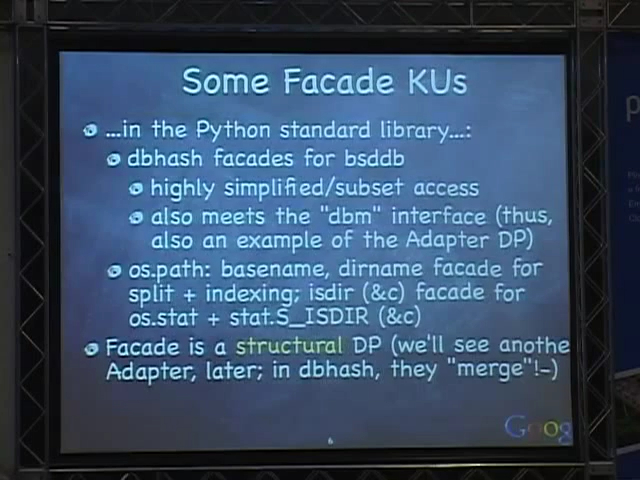 Some Facade KUs
...in the Python standard library...:
dbhash facades for bsddb
highly simplified/subset access
also meets the "dbm" interface (thus,
also an example of the Adapter DP)
os.path: basename, dirname facade for
split + indexing; isdir (&c) facade for
os.stat + stat.S_ISDIR (&c)
Facade is a structural DP (we'll see anothe
Adapter, later; in dbhash, they "merge"!-)
Goog
6